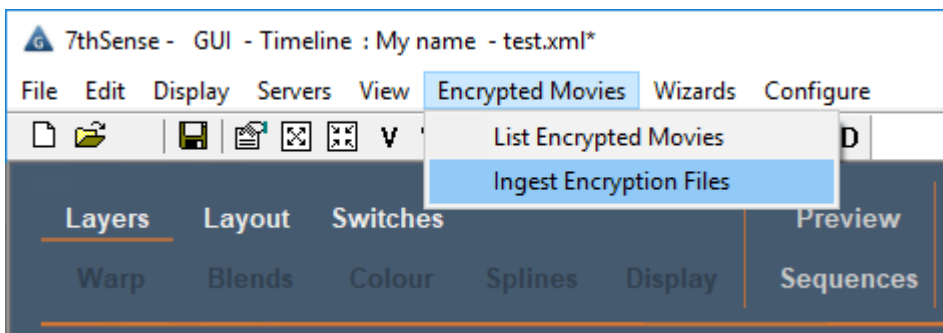 7thSense - GUI - Timeline : My name - test.xml*
File Edit Display Servers View Encrypted Movies Wizards Configure
V D
List Encrypted Movies
Ingest Encryption Files
Layers Layout Switches Preview
Warp Blends Colour Splines Display Sequences